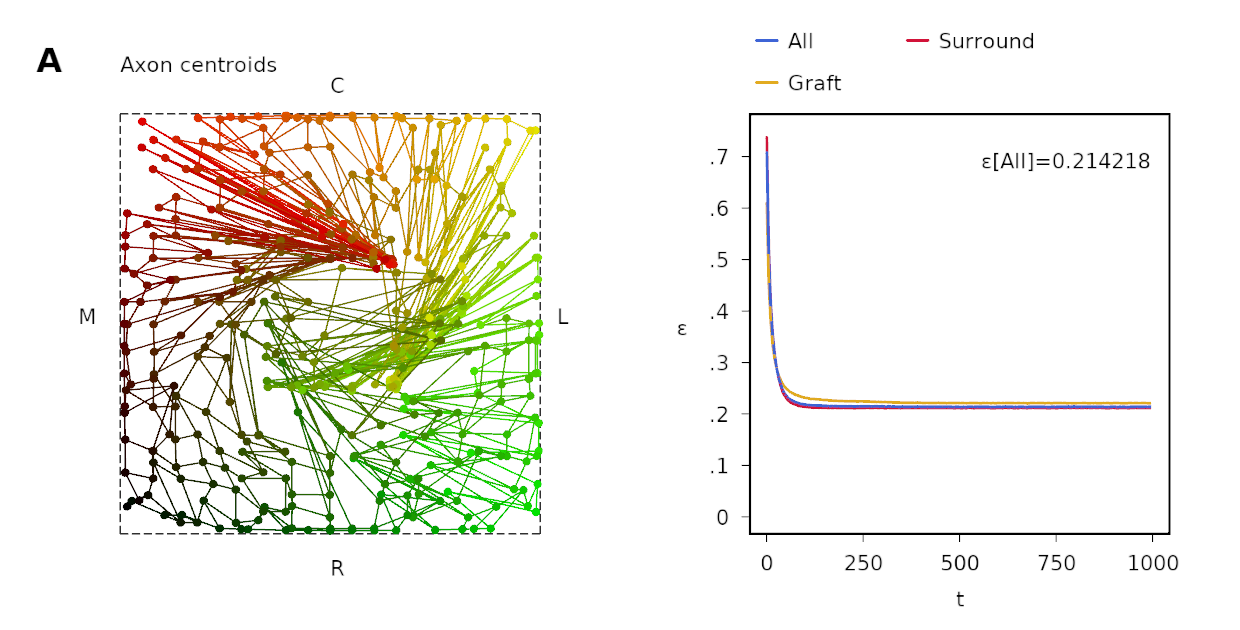 A
Axon centroids
C
M
L
R
All
Surround
Graft
ε[All]=0.214218
.7
.6
.5
.4
.3
.2
.1
0
ε
0 250 500 750 1000
t